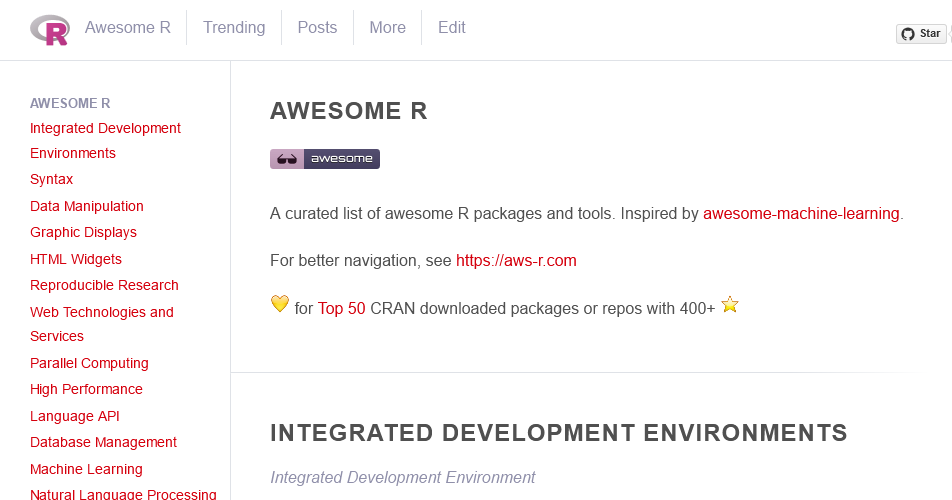 Awesome R
Trending
Posts
More
Edit
Star
AWESOME R
Integrated Development
Environments
Syntax
Data Manipulation
Graphic Displays
HTML Widgets
Reproducible Research
Web Technologies and
Services
Parallel Computing
High Performance
Language API
Database Management
Machine Learning
Natural Language Processing
AWESOME R
awesome
A curated list of awesome R packages and tools. Inspired by awesome-machine-learning.
For better navigation, see https://aws-r.com
for Top 50 CRAN downloaded packages or repos with 400+
INTEGRATED DEVELOPMENT ENVIRONMENTS
Integrated Development Environment